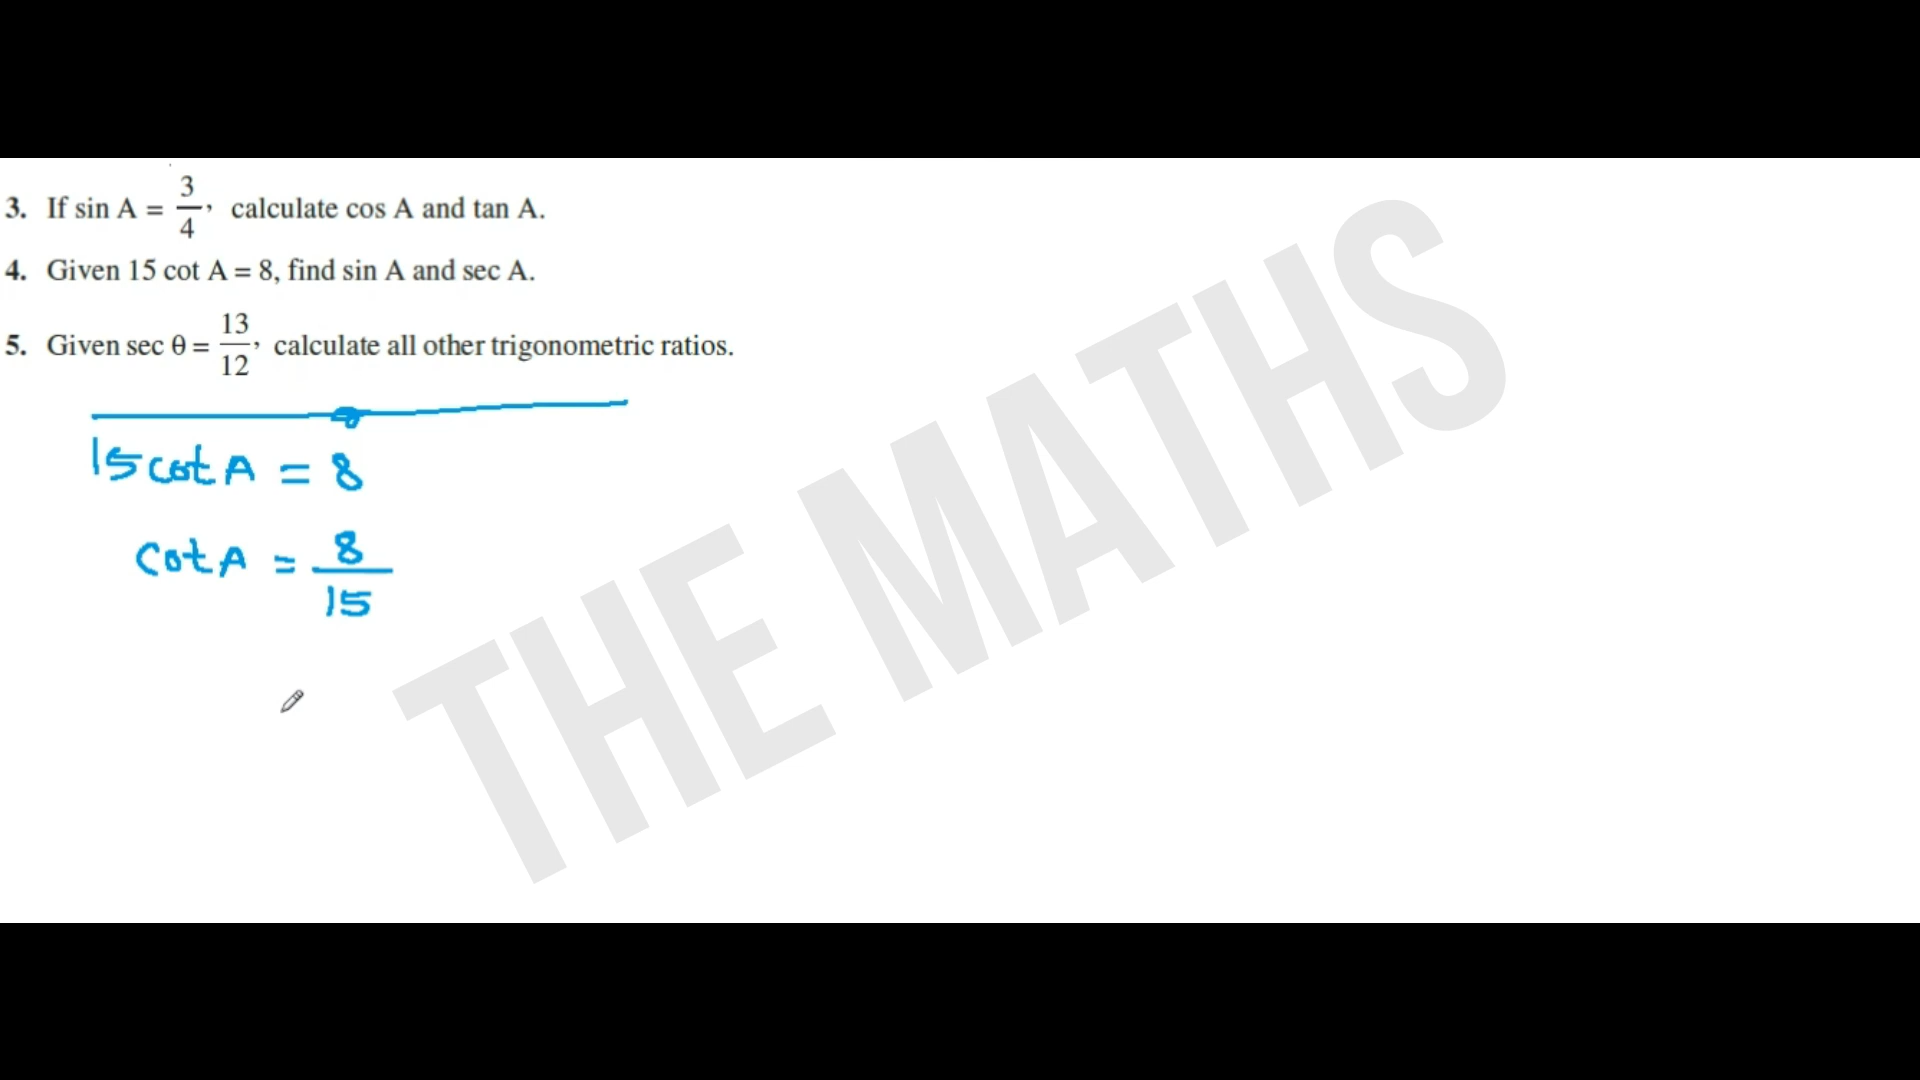 3. If sin A = 3/4, calculate cos A and tan A.
4. Given 15 cot A = 8, find sin A and sec A.
5. Given sec θ = 13/12, calculate all other trigonometric ratios.
15 cot A = 8
cot A = 8/15
THE MATHS